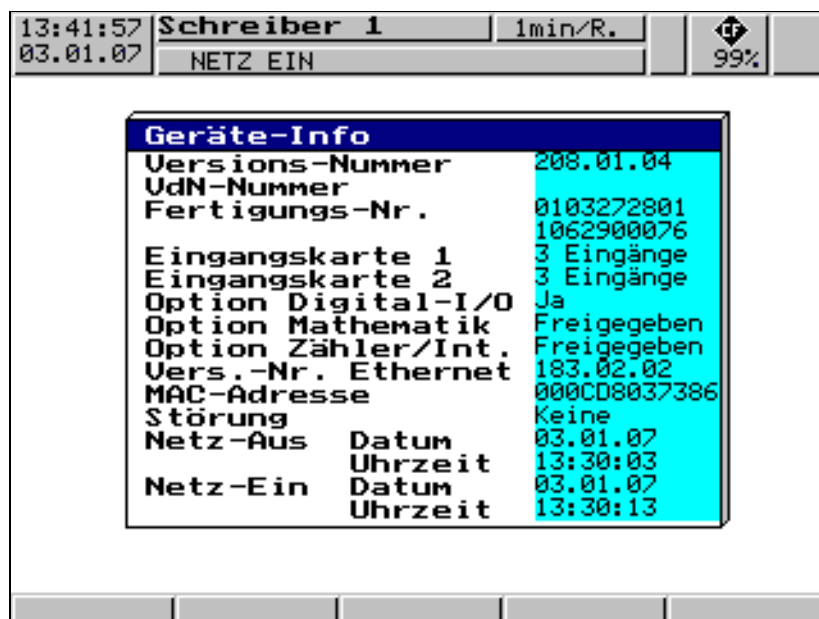 13:41:57 Schreiber 1 1min/R. CF
03.01.07 NETZ EIN 99%
Geräte-Info
Versions-Nummer 208.01.04
VdN-Nummer
Fertigungs-Nr. 0103272801
1062900076
Eingangskarte 1 3 Eingänge
Eingangskarte 2 3 Eingänge
Option Digital-I/O Ja
Option Mathematik Freigegeben
Option Zähler/Int. Freigegeben
Vers.-Nr. Ethernet 183.02.02
MAC-Adresse 000CD8037386
Störung Keine
Netz-Aus Datum 03.01.07
Uhrzeit 13:30:03
Netz-Ein Datum 03.01.07
Uhrzeit 13:30:13